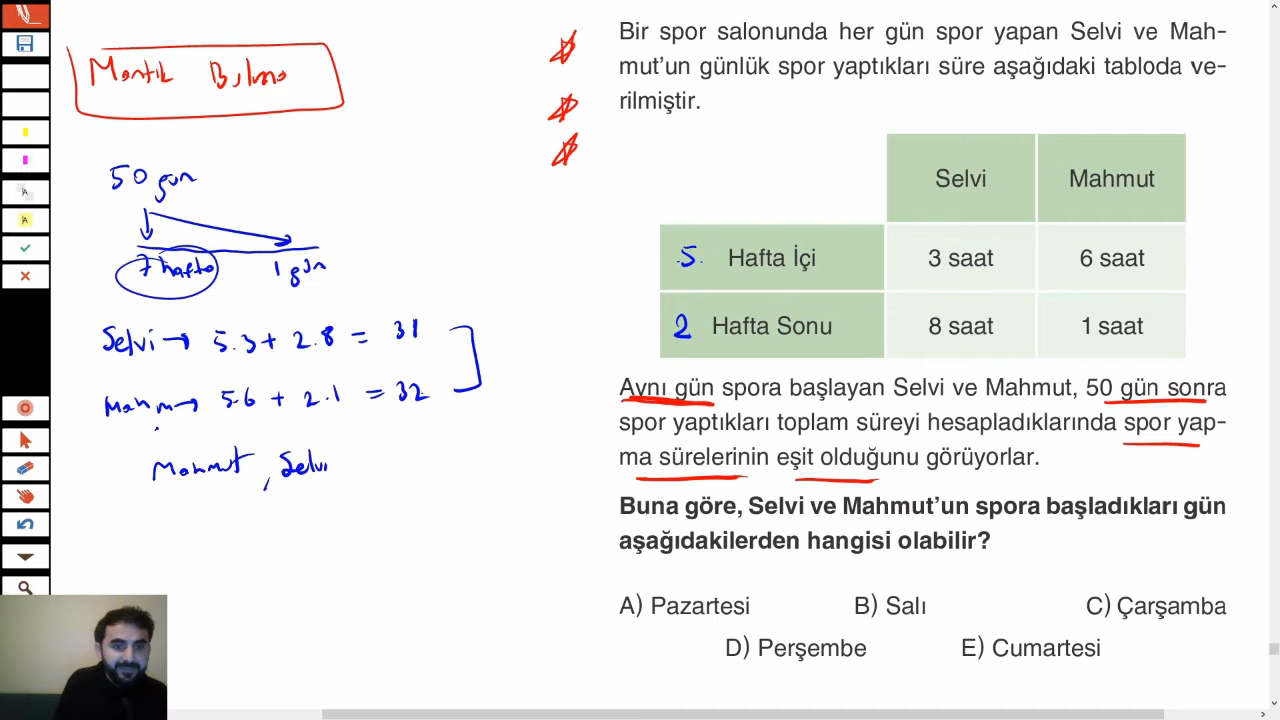 Mantık Bulma
50 gün
7 hafta 1 gün
Selvi → 5.3 + 2.8 = 31
Mahm → 5.6 + 2.1 = 32
Mahmut, Selvi
Bir spor salonunda her gün spor yapan Selvi ve Mah-
mut'un günlük spor yaptıkları süre aşağıdaki tabloda ve-
rilmiştir.
Selvi Mahmut
.5. Hafta İçi 3 saat 6 saat
2 Hafta Sonu 8 saat 1 saat
Aynı gün spora başlayan Selvi ve Mahmut, 50 gün sonra
spor yaptıkları toplam süreyi hesapladıklarında spor yap-
ma sürelerinin eşit olduğunu görüyorlar.
Buna göre, Selvi ve Mahmut'un spora başladıkları gün
aşağıdakilerden hangisi olabilir?
A) Pazartesi B) Salı C) Çarşamba
D) Perşembe E) Cumartesi